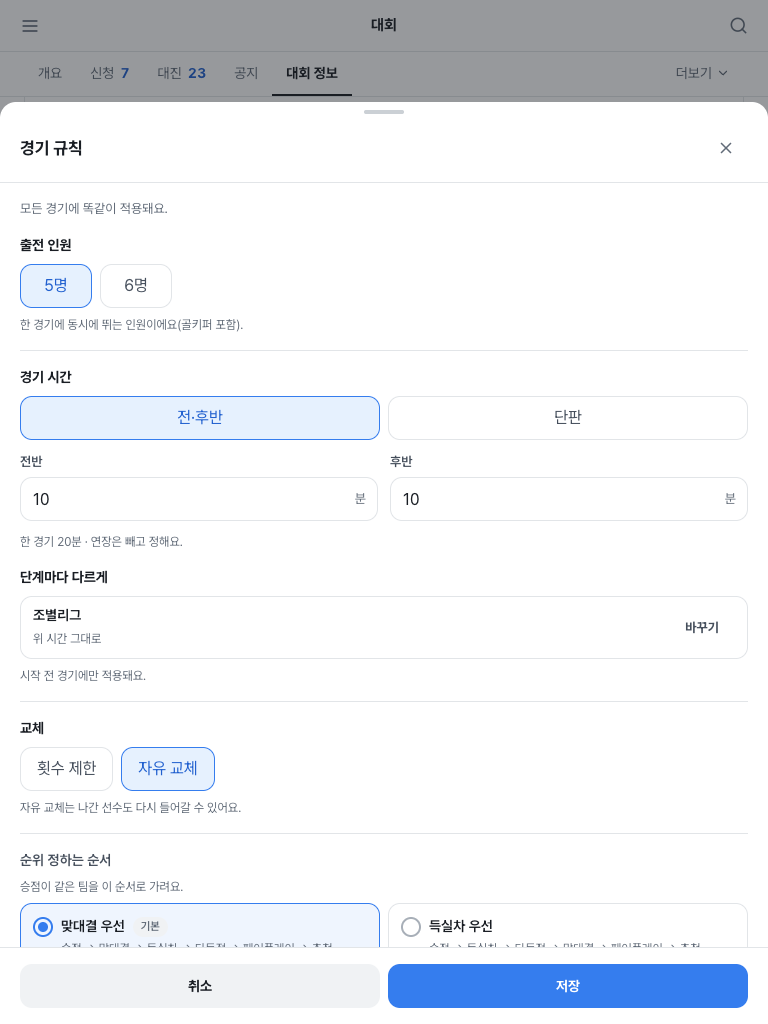 대회
개요
신청 7
대진 23
공지
대회 정보
더보기
경기 규칙
모든 경기에 똑같이 적용돼요.
출전 인원
5명
6명
한 경기에 동시에 뛰는 인원이에요(골키퍼 포함).
경기 시간
전·후반
단판
전반
후반
10 분
10 분
한 경기 20분 · 연장은 빼고 정해요.
단계마다 다르게
조별리그
위 시간 그대로
바꾸기
시작 전 경기에만 적용돼요.
교체
횟수 제한
자유 교체
자유 교체는 나간 선수도 다시 들어갈 수 있어요.
순위 정하는 순서
승점이 같은 팀을 이 순서로 가려요.
맞대결 우선 기본
득실차 우선
취소
저장